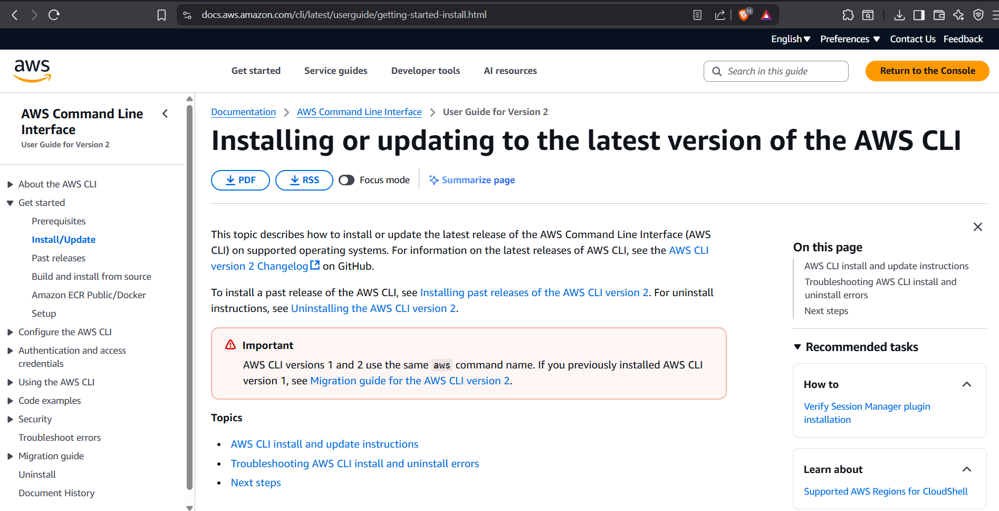 docs.aws.amazon.com/cli/latest/userguide/getting-started-install.html
11
English Preferences Contact Us Feedback
aws
Get started Service guides Developer tools AI resources
Search in this guide
Return to the Console
AWS Command Line
Interface
User Guide for Version 2
About the AWS CLI
Get started
Prerequisites
Install/Update
Past releases
Build and install from source
Amazon ECR Public/Docker
Setup
Configure the AWS CLI
Authentication and access
credentials
Using the AWS CLI
Code examples
Security
Troubleshoot errors
Migration guide
Uninstall
Document History
Documentation > AWS Command Line Interface > User Guide for Version 2
Installing or updating to the latest version of the AWS CLI
PDF RSS Focus mode Summarize page
This topic describes how to install or update the latest release of the AWS Command Line Interface (AWS
CLI) on supported operating systems. For information on the latest releases of AWS CLI, see the AWS CLI
version 2 Changelog on GitHub.
To install a past release of the AWS CLI, see Installing past releases of the AWS CLI version 2. For uninstall
instructions, see Uninstalling the AWS CLI version 2.
Important
AWS CLI versions 1 and 2 use the same aws command name. If you previously installed AWS CLI
version 1, see Migration guide for the AWS CLI version 2.
Topics
• AWS CLI install and update instructions
• Troubleshooting AWS CLI install and uninstall errors
• Next steps
On this page
AWS CLI install and update instructions
Troubleshooting AWS CLI install and
uninstall errors
Next steps
Recommended tasks
How to
Verify Session Manager plugin
installation
Learn about
Supported AWS Regions for CloudShell